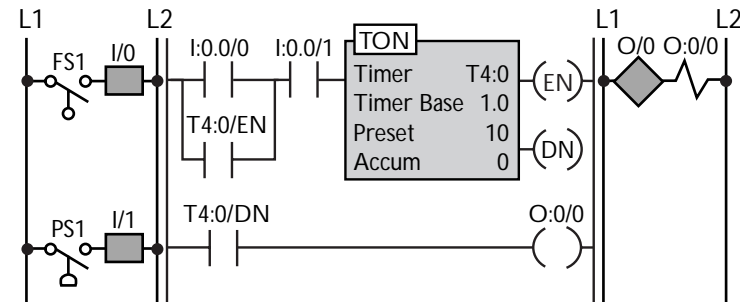 L1 L2 L1 L2
FS1 I/0 I:0.0/0 I:0.0/1 TON O/0 O:0/0
Timer T4:0 EN
Timer Base 1.0
T4:0/EN Preset 10 DN
Accum 0
PS1 I/1 T4:0/DN O:0/0